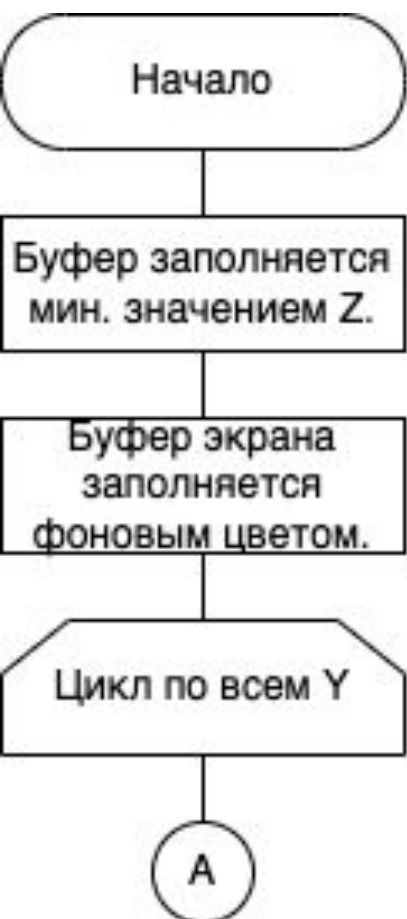 Начало
Буфер заполняется
мин. значением Z.
Буфер экрана
заполняется
фоновым цветом.
Цикл по всем Y
A